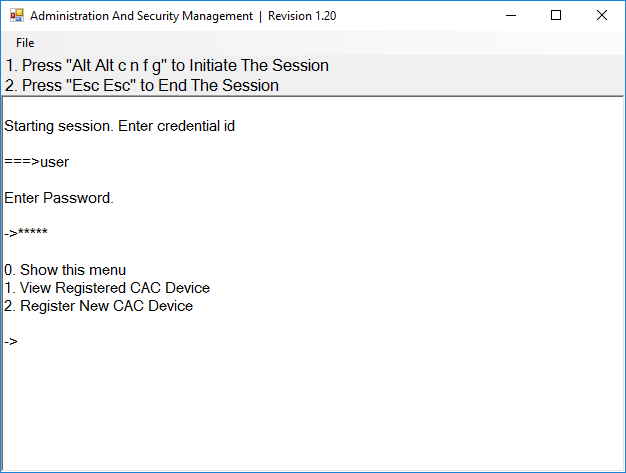 Administration And Security Management | Revision 1.20
File
1. Press "Alt Alt c n f g" to Initiate The Session
2. Press "Esc Esc" to End The Session
Starting session. Enter credential id
===>user
Enter Password.
->*****
0. Show this menu
1. View Registered CAC Device
2. Register New CAC Device
->